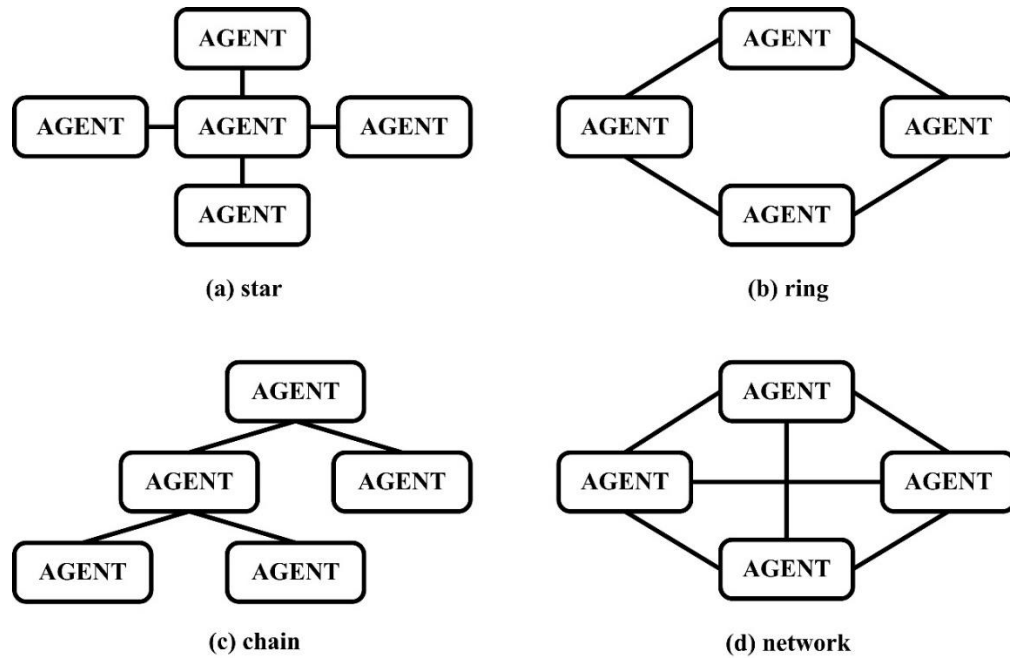 AGENT
AGENT AGENT AGENT
AGENT
(a) star
AGENT
AGENT AGENT
AGENT
(b) ring
AGENT
AGENT AGENT
AGENT AGENT
(c) chain
AGENT
AGENT AGENT
AGENT
(d) network